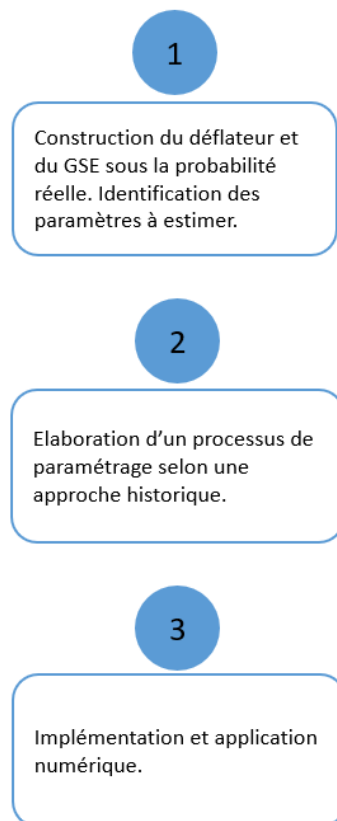 1
Construction du déflateur et
du GSE sous la probabilité
réelle. Identification des
paramètres à estimer.
2
Elaboration d’un processus de
paramétrage selon une
approche historique.
3
Implémentation et application
numérique.